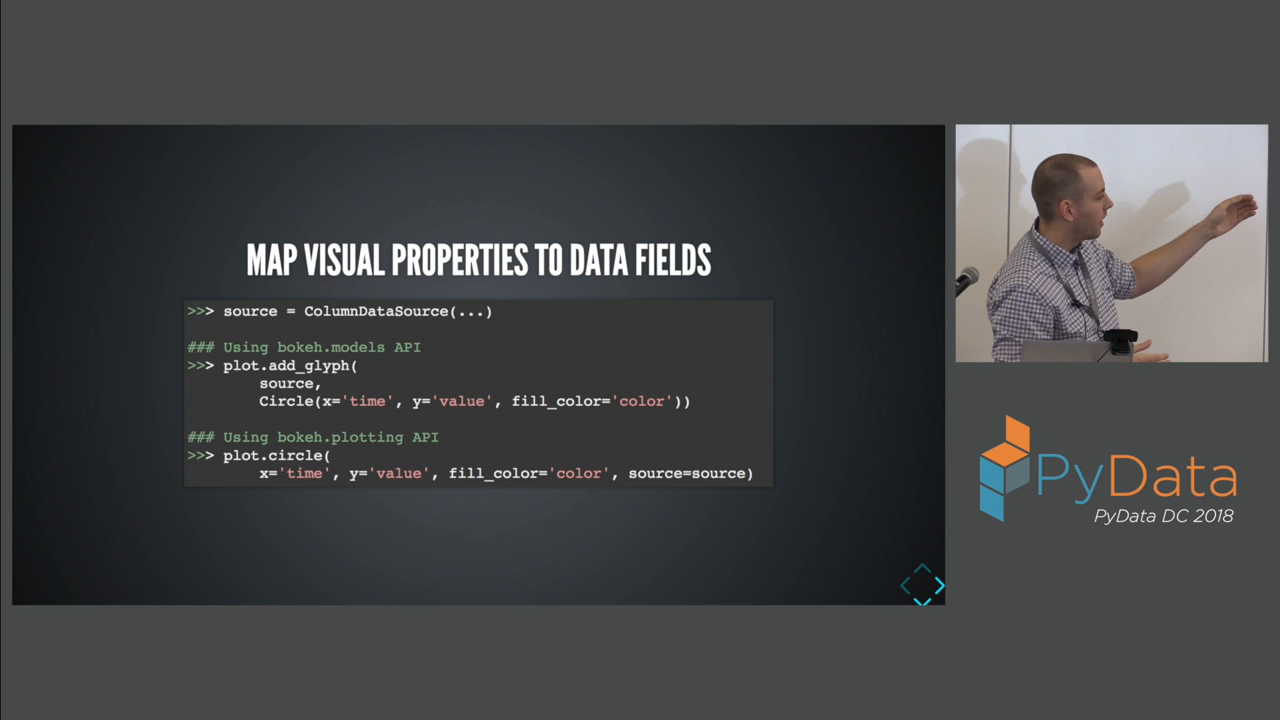 MAP VISUAL PROPERTIES TO DATA FIELDS
>>> source = ColumnDataSource(...)
### Using bokeh.models API
>>> plot.add_glyph(
source,
Circle(x='time', y='value', fill_color='color'))
### Using bokeh.plotting API
>>> plot.circle(
x='time', y='value', fill_color='color', source=source)
PyData
PyData DC 2018